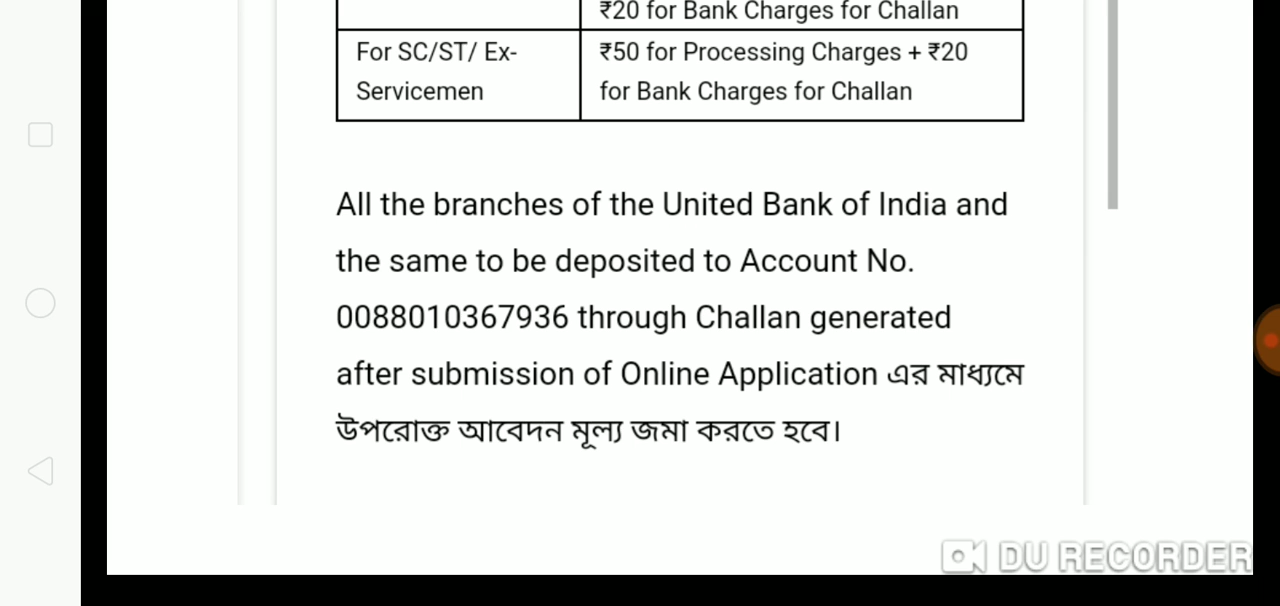 ₹20 for Bank Charges for Challan
For SC/ST/ Ex-
Servicemen
₹50 for Processing Charges + ₹20
for Bank Charges for Challan
All the branches of the United Bank of India and
the same to be deposited to Account No.
0088010367936 through Challan generated
after submission of Online Application এর মাধ্যমে
উপরোক্ত আবেদন মূল্য জমা করতে হবে।
DU RECORDER